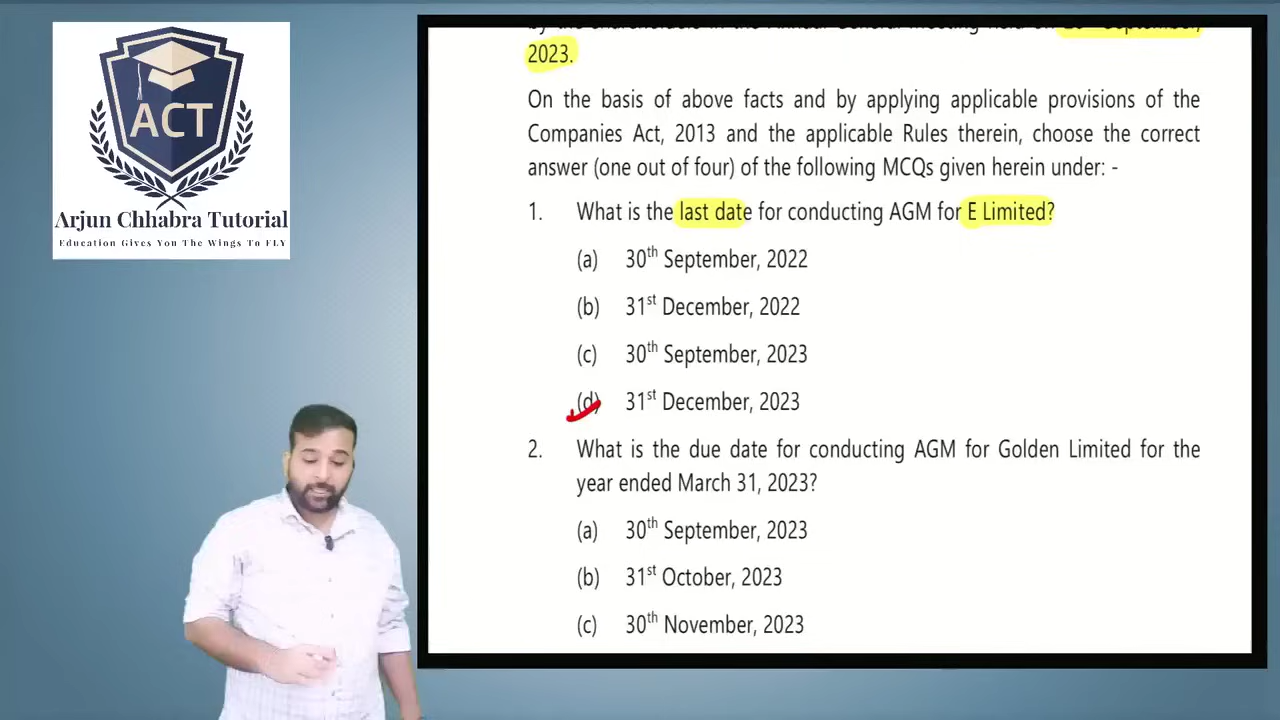 ACT
Arjun Chhabra Tutorial
Education Gives You The Wings To FLY
2023.
On the basis of above facts and by applying applicable provisions of the
Companies Act, 2013 and the applicable Rules therein, choose the correct
answer (one out of four) of the following MCQs given herein under: -
1. What is the last date for conducting AGM for E Limited?
(a) 30th September, 2022
(b) 31st December, 2022
(c) 30th September, 2023
(d) 31st December, 2023
2. What is the due date for conducting AGM for Golden Limited for the
year ended March 31, 2023?
(a) 30th September, 2023
(b) 31st October, 2023
(c) 30th November, 2023